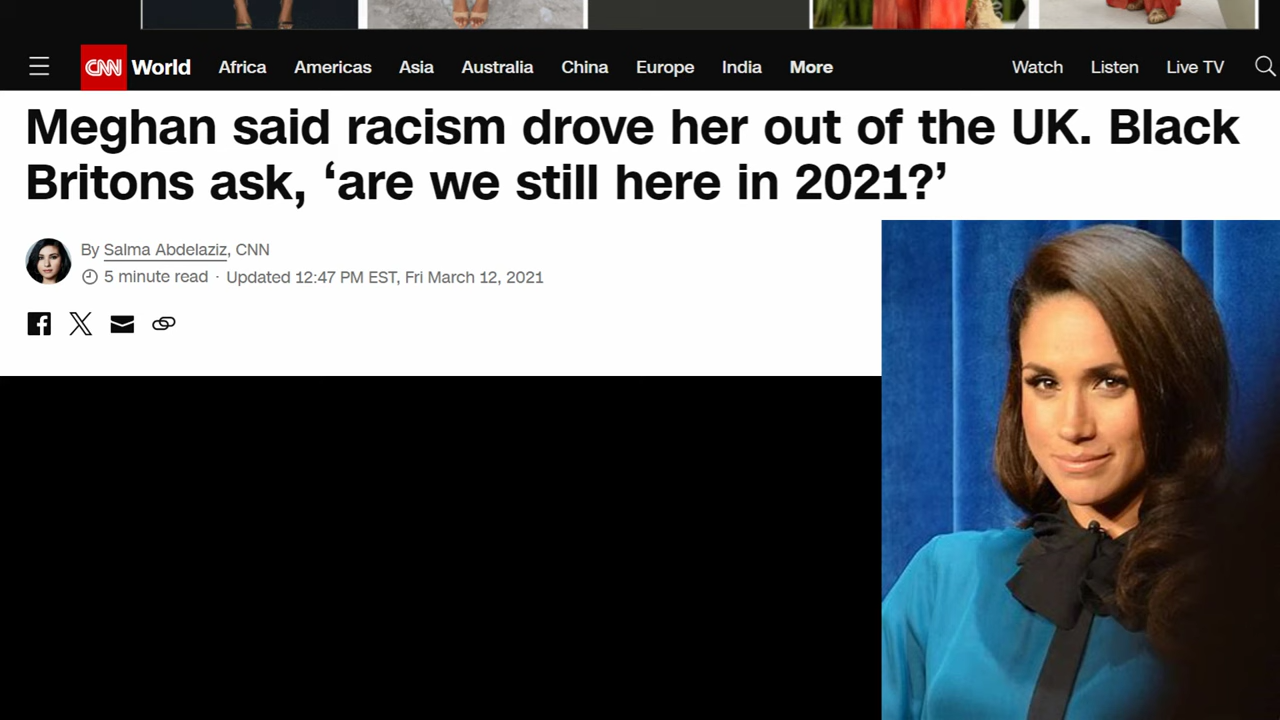 CNN World Africa Americas Asia Australia China Europe India More Watch Listen Live TV
Meghan said racism drove her out of the UK. Black
Britons ask, ‘are we still here in 2021?’
By Salma Abdelaziz, CNN
5 minute read · Updated 12:47 PM EST, Fri March 12, 2021